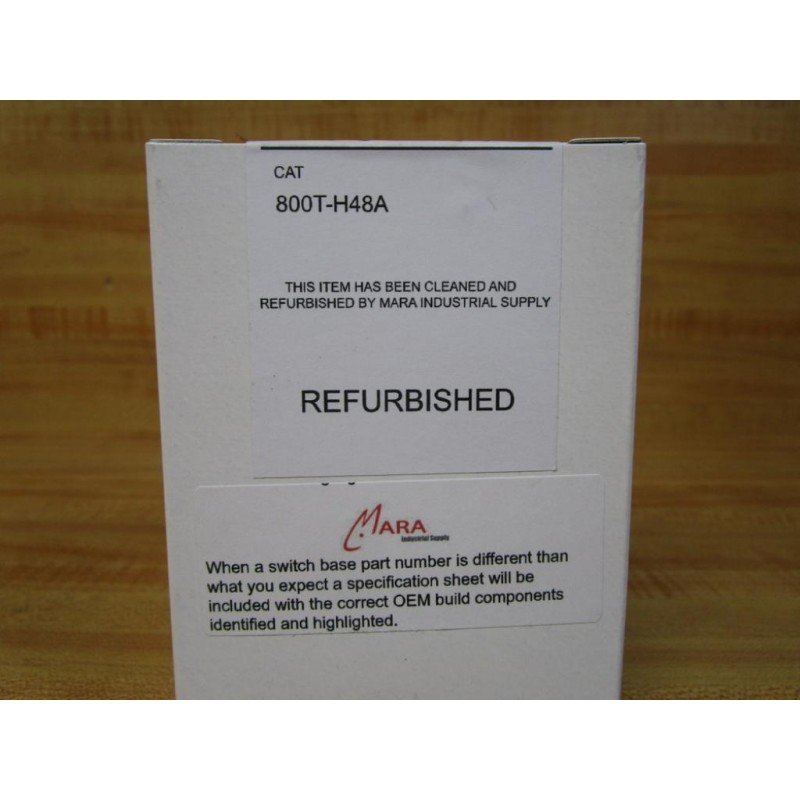 CAT
800T-H48A
THIS ITEM HAS BEEN CLEANED AND
REFURBISHED BY MARA INDUSTRIAL SUPPLY
REFURBISHED
MARA
Industrial Supply
When a switch base part number is different than
what you expect a specification sheet will be
included with the correct OEM build components
identified and highlighted.